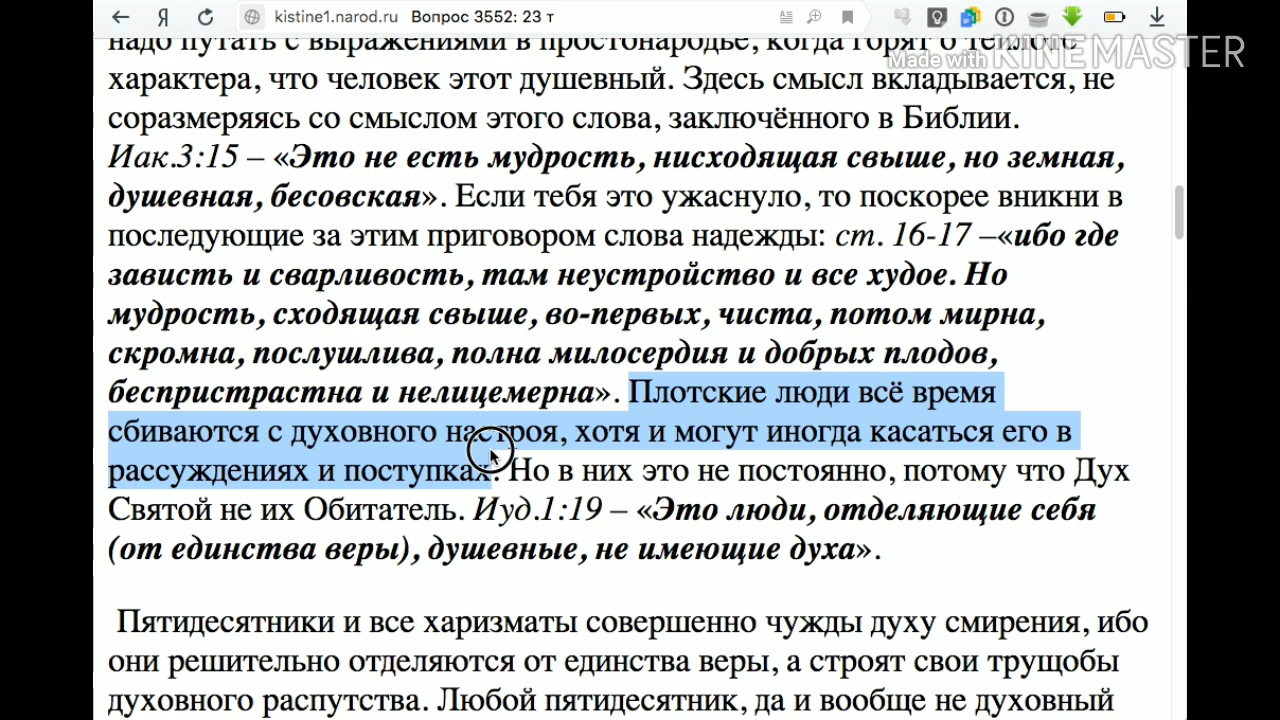 kistine1.narod.ru Вопрос 3552: 23 т
Made with KINEMASTER
надо путать с выражениями в простонародье, когда горят о теплоте
характера, что человек этот душевный. Здесь смысл вкладывается, не
соразмеряясь со смыслом этого слова, заключённого в Библии.
Иак.3:15 – «Это не есть мудрость, нисходящая свыше, но земная,
душевная, бесовская». Если тебя это ужаснуло, то поскорее вникни в
последующие за этим приговором слова надежды: ст. 16-17 –«ибо где
зависть и сварливость, там неустройство и все худое. Но
мудрость, сходящая свыше, во-первых, чиста, потом мирна,
скромна, послушлива, полна милосердия и добрых плодов,
беспристрастна и нелицемерна». Плотские люди всё время
сбиваются с духовного настроя, хотя и могут иногда касаться его в
рассуждениях и поступках. Но в них это не постоянно, потому что Дух
Святой не их Обитатель. Иуд.1:19 – «Это люди, отделяющие себя
(от единства веры), душевные, не имеющие духа».
Пятидесятники и все харизматы совершенно чужды духу смирения, ибо
они решительно отделяются от единства веры, а строят свои трущобы
духовного распутства. Любой пятидесятник, да и вообще не духовный